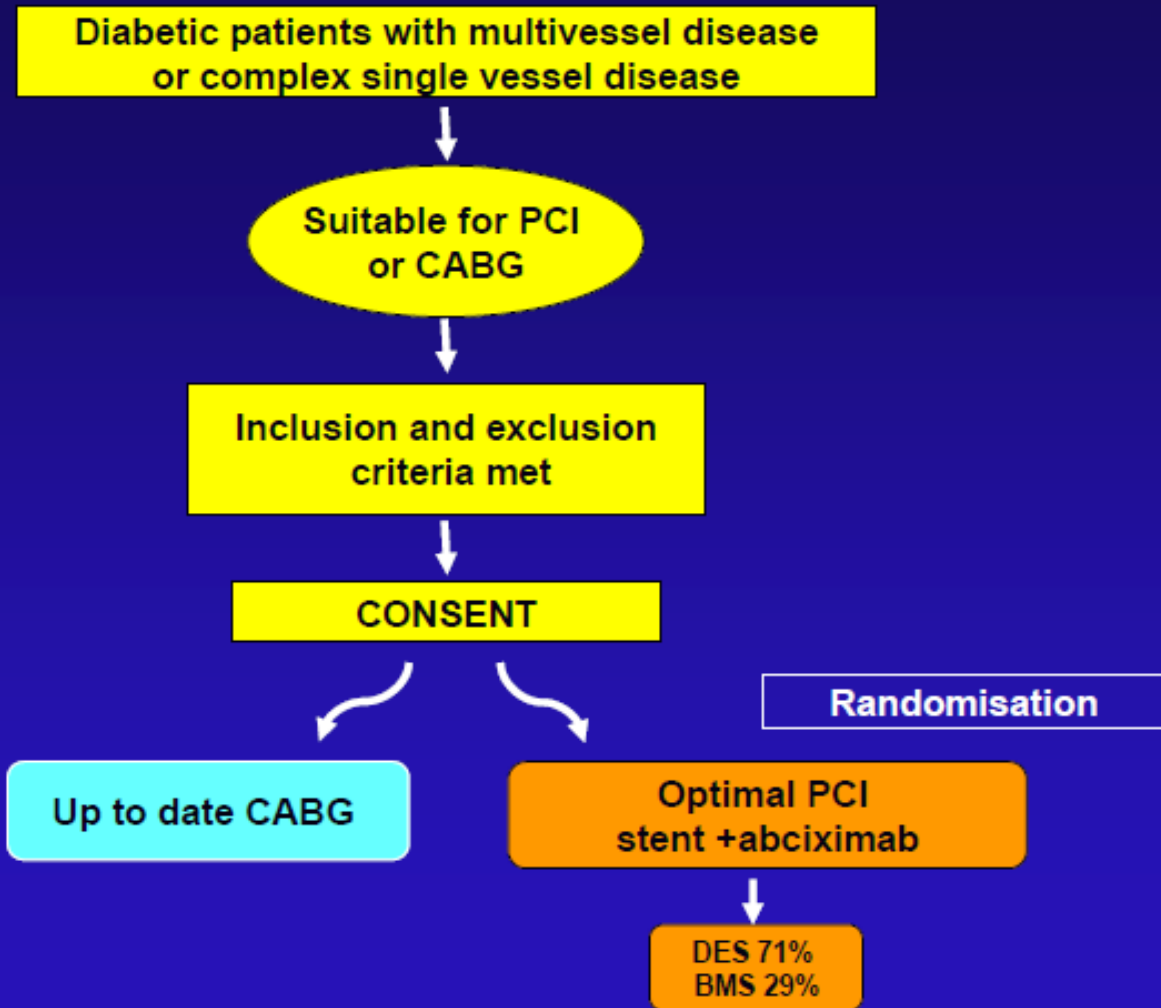 Diabetic patients with multivessel disease
or complex single vessel disease
Suitable for PCI
or CABG
Inclusion and exclusion
criteria met
CONSENT
Randomisation
Up to date CABG
Optimal PCI
stent +abciximab
DES 71%
BMS 29%